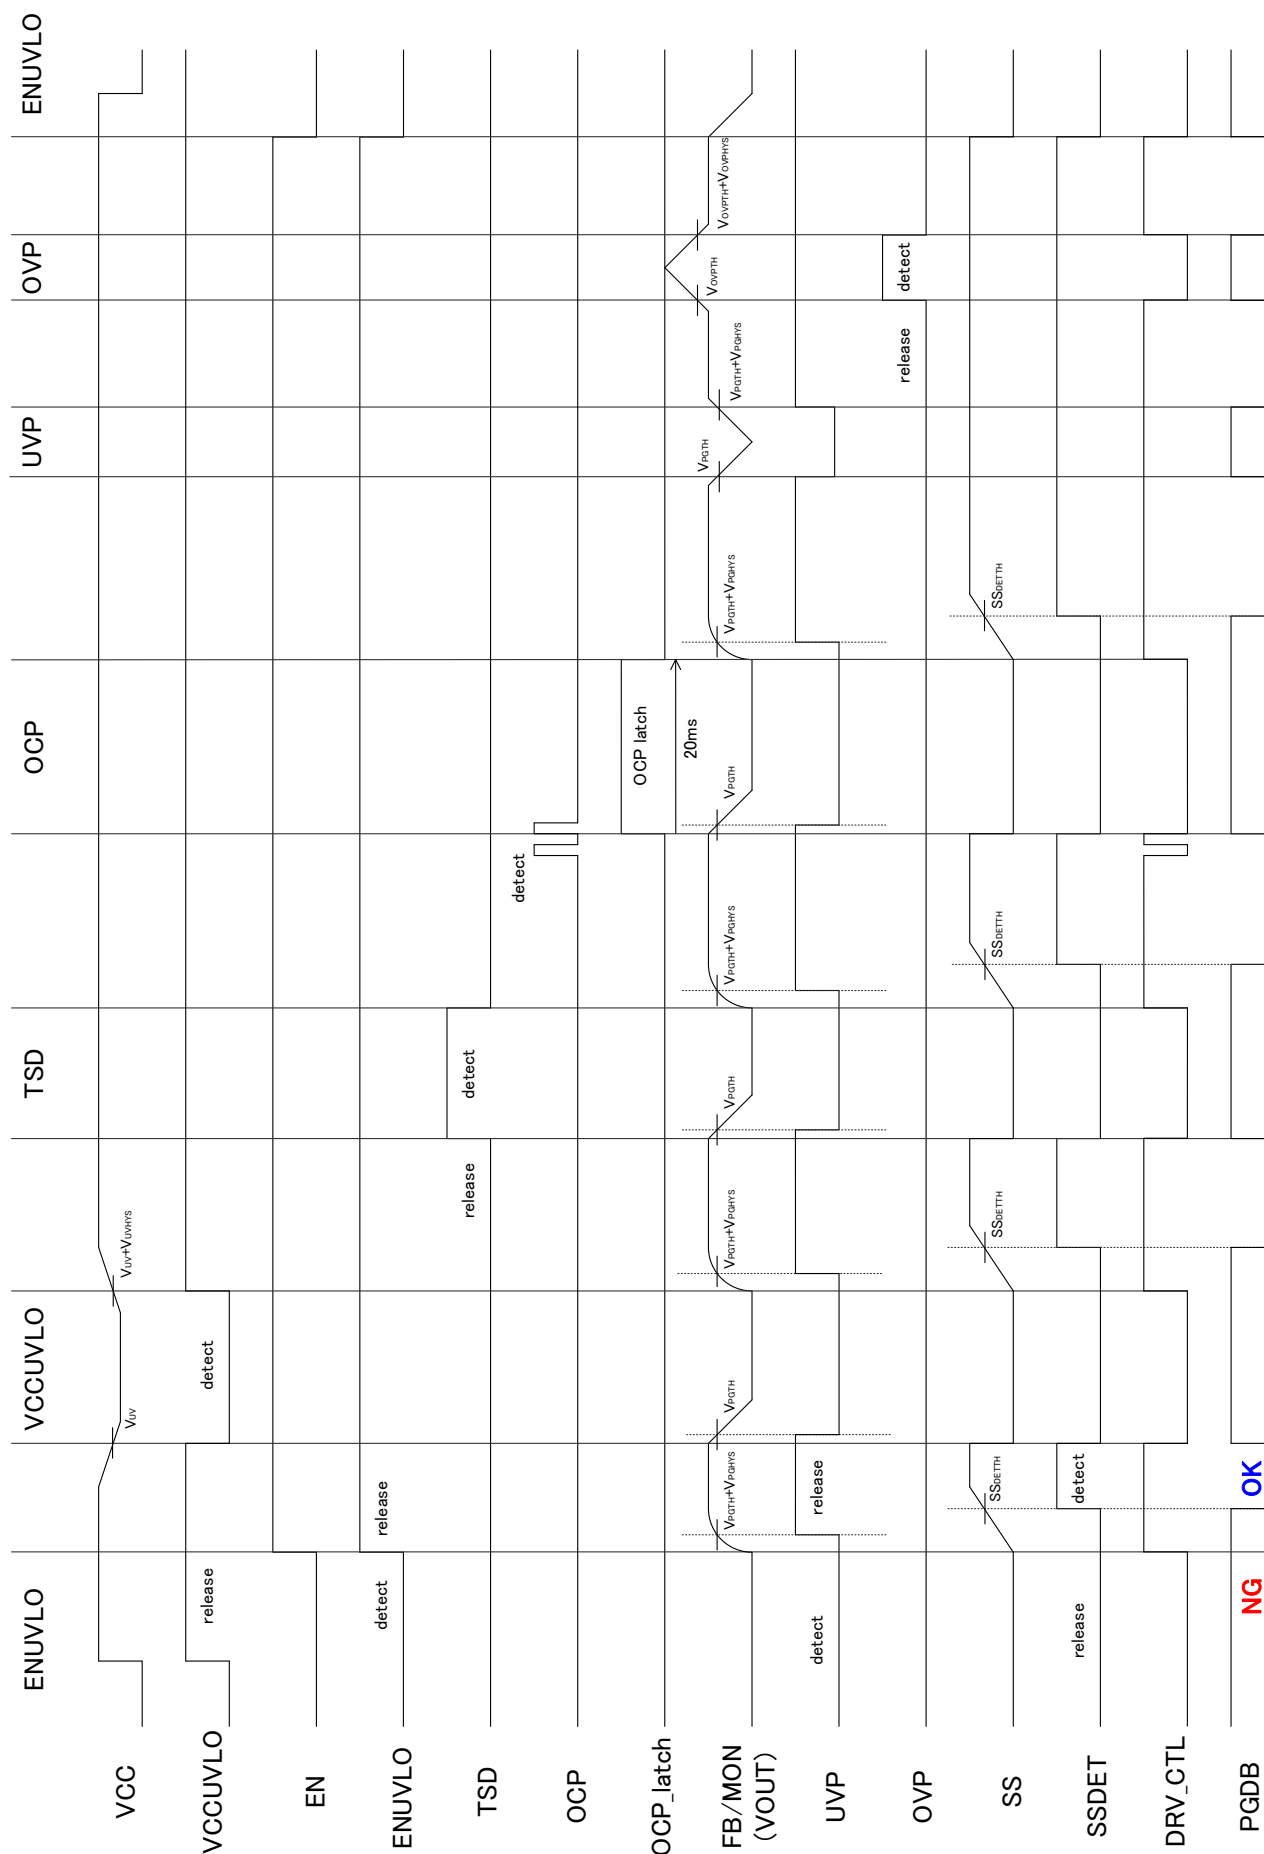 ENUVLO
VCCUVLO
TSD
OCP
UVP
OVP
ENUVLO
VCC
VUV
VUV+VUVHYS
VCCUVLO
release
detect
EN
ENUVLO
detect
release
TSD
release
detect
OCP
detect
OCP_latch
OCP latch
20ms
FB/MON
(VOUT)
VPGTH+VPGHYS
VPGTH
VPGTH+VPGHYS
VPGTH
VPGTH+VPGHYS
VPGTH
VPGTH+VPGHYS
VPGTH
VPGTH+VPGHYS
VOVPTH
VOVPTH+VOVPHYS
UVP
detect
release
OVP
release
detect
SS
SSDETTH
SSDETTH
SSDETTH
SSDETTH
SSDET
release
detect
DRV_CTL
PGDB
NG
OK